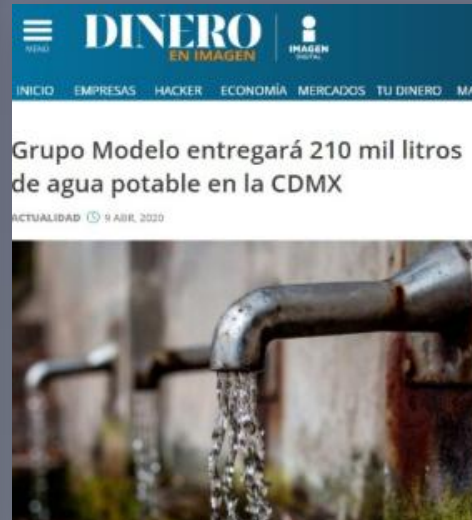 MENÚ
DINERO
EN IMAGEN
IMAGEN
DIGITAL
INICIO EMPRESAS HACKER ECONOMÍA MERCADOS TU DINERO MA
Grupo Modelo entregará 210 mil litros
de agua potable en la CDMX
ACTUALIDAD 9 ABR, 2020